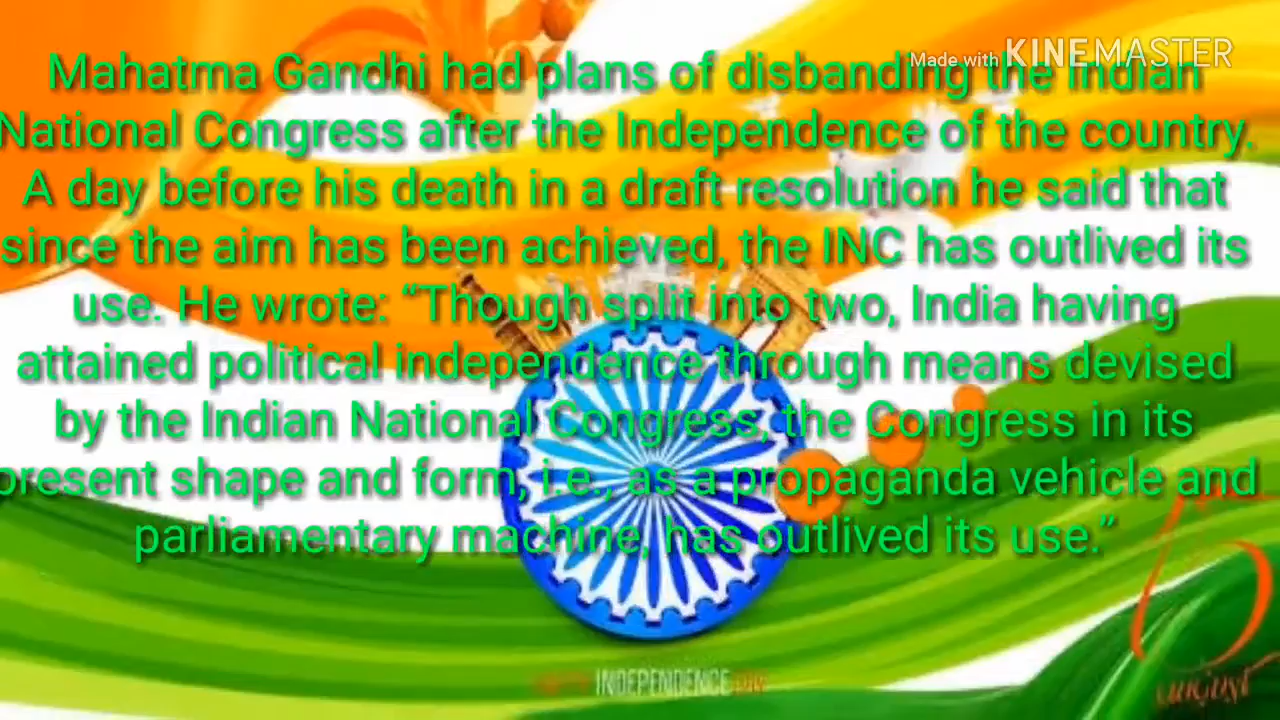 Made with KINEMASTER
Mahatma Gandhi had plans of disbanding the Indian
National Congress after the Independence of the country.
A day before his death in a draft resolution he said that
since the aim has been achieved, the INC has outlived its
use. He wrote: “Though split into two, India having
attained political independence through means devised
by the Indian National Congress, the Congress in its
present shape and form, i.e., as a propaganda vehicle and
parliamentary machine, has outlived its use.”
15
August
INDEPENDENCE